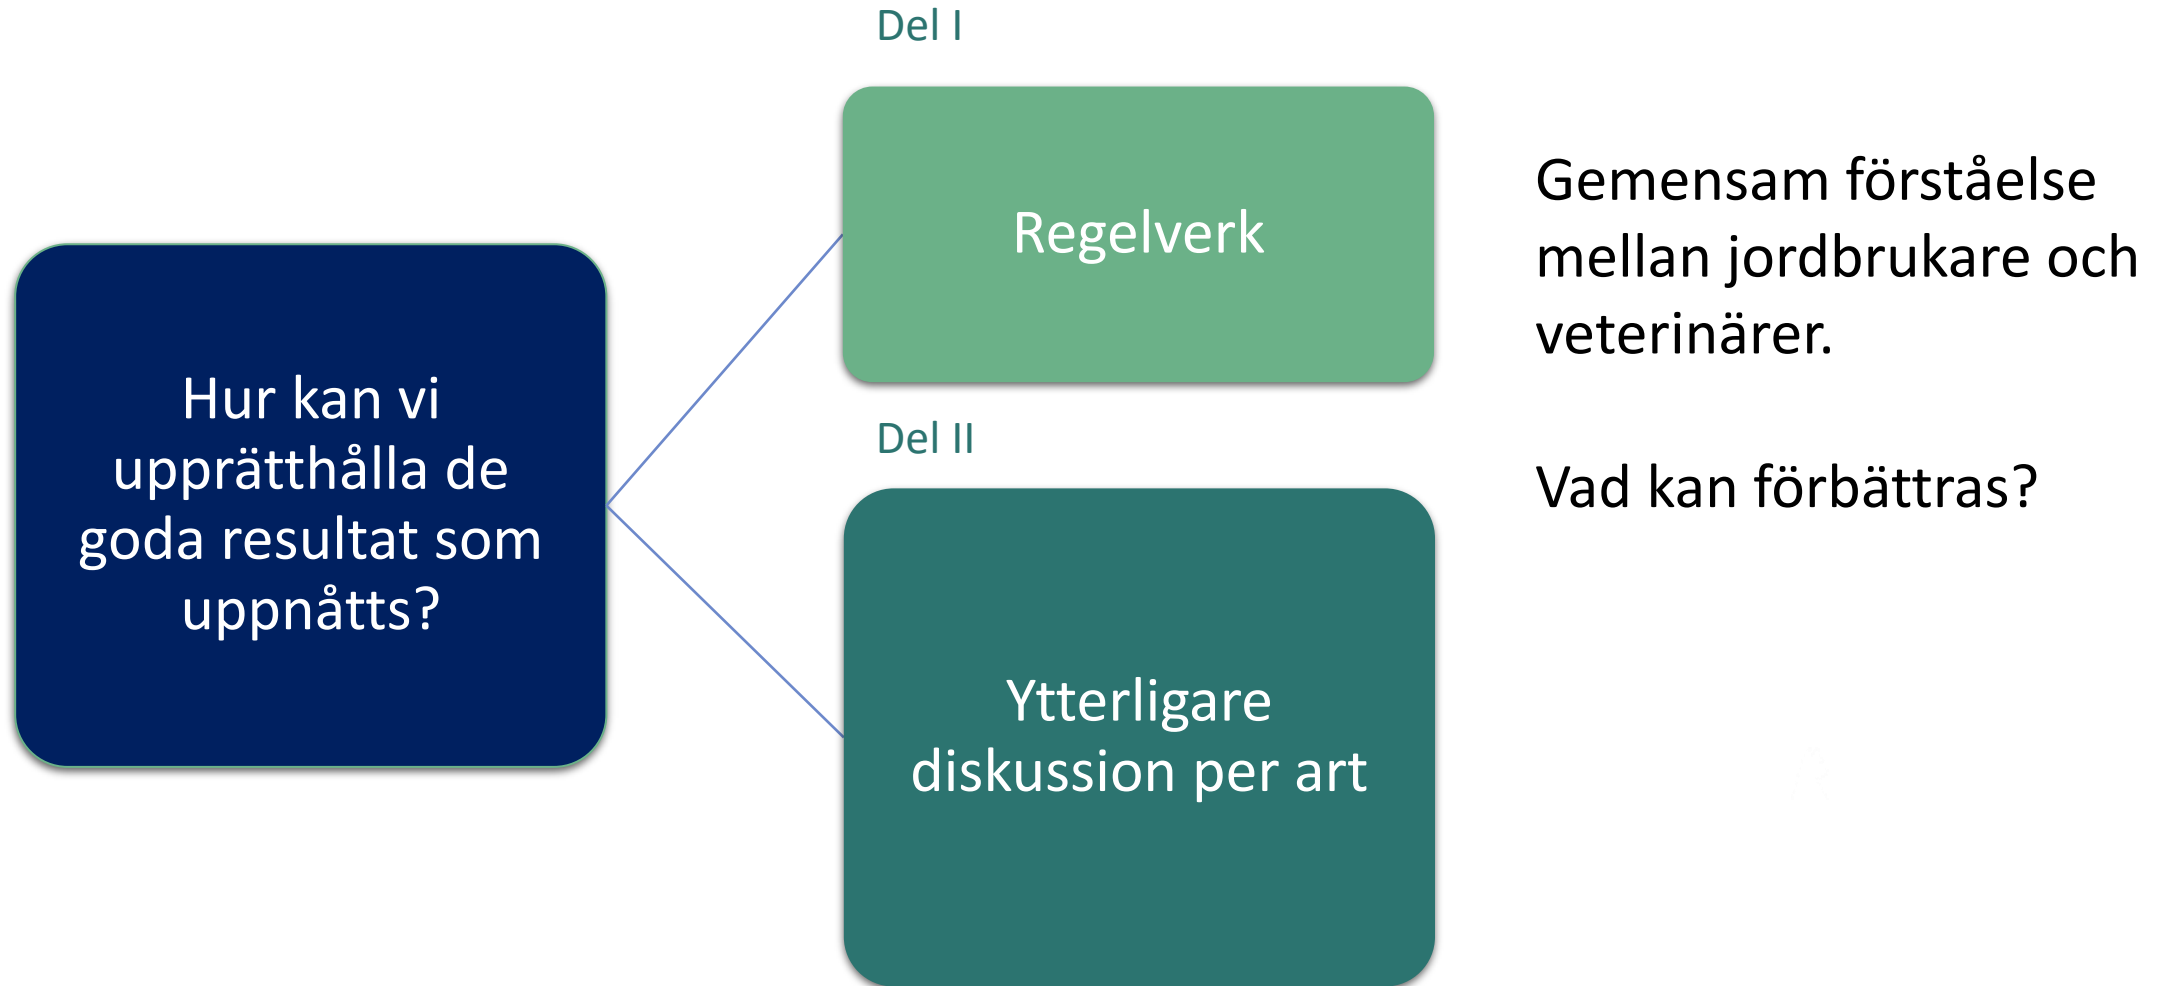 Hur kan vi
upprätthålla de
goda resultat som
uppnåtts?
Del I
Regelverk
Del II
Ytterligare
diskussion per art
Gemensam förståelse
mellan jordbrukare och
veterinärer.
Vad kan förbättras?